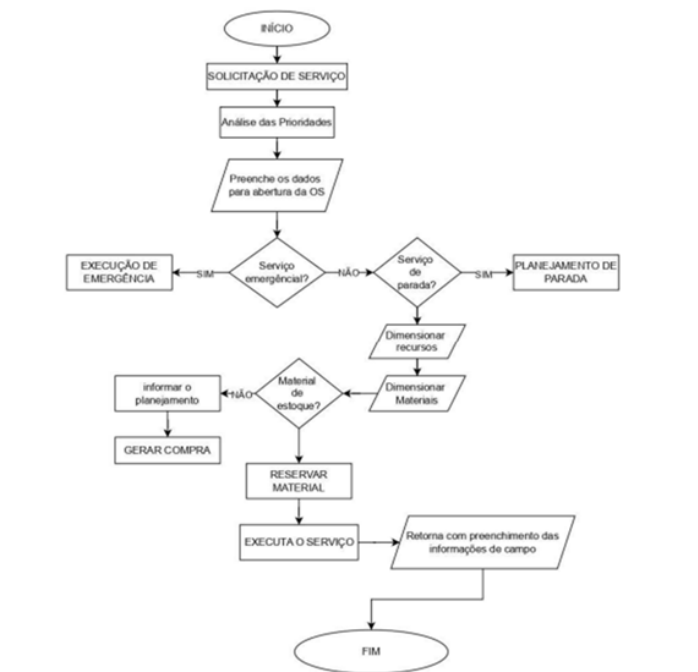 INÍCIO
SOLICITAÇÃO DE SERVIÇO
Análise das Prioridades
Preenche os dados
para abertura da OS
EXECUÇÃO DE
EMERGÊNCIA
SIM
Serviço
emergêncial?
NÃO
Serviço
de
parada?
SIM
PLANEJAMENTO DE
PARADA
Dimensionar
recursos
Dimensionar
Materiais
Material
de
estoque?
NÃO
informar o
planejamento
GERAR COMPRA
RESERVAR
MATERIAL
EXECUTA O SERVIÇO
Retorna com preenchimento das
informações de campo
FIM